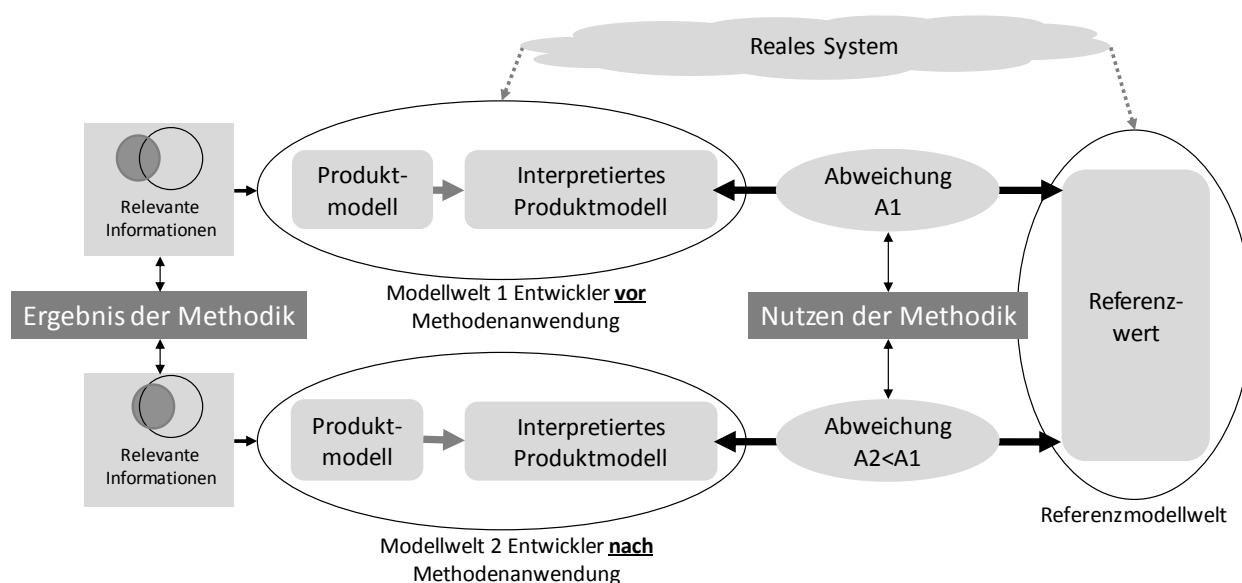 Reales System
Relevante
Informationen
Produkt-
modell
Interpretiertes
Produktmodell
Abweichung
A1
Modellwelt 1 Entwickler vor
Methodenanwendung
Ergebnis der Methodik
Nutzen der Methodik
Referenz-
wert
Relevante
Informationen
Produkt-
modell
Interpretiertes
Produktmodell
Abweichung
A2<A1
Referenzmodellwelt
Modellwelt 2 Entwickler nach
Methodenanwendung